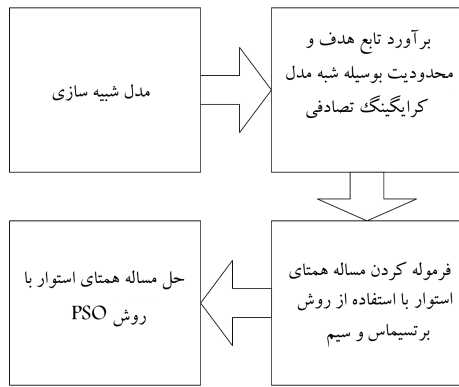 مدل شبیه سازی
برآورد تابع هدف و
محدودیت بوسیله شبه مدل
کرایگینگ تصادفی
فرموله کردن مساله همتای
استوار با استفاده از روش
برتسیماس و سیم
حل مساله همتای استوار با
روش PSO